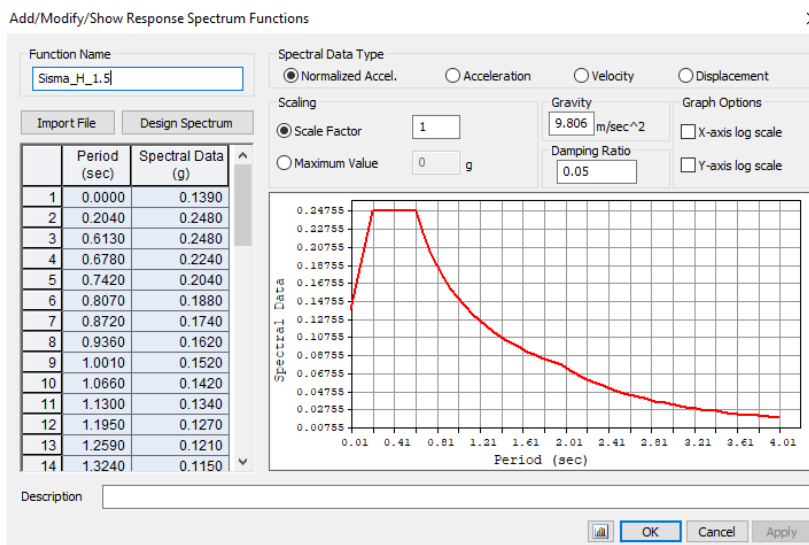 Add/Modify/Show Response Spectrum Functions
Function Name
Sisma_H_1.5
Import File
Design Spectrum
Period (sec) Spectral Data (g)
1 0.0000 0.1390
2 0.2040 0.2480
3 0.6130 0.2480
4 0.6780 0.2240
5 0.7420 0.2040
6 0.8070 0.1880
7 0.8720 0.1740
8 0.9360 0.1620
9 1.0010 0.1520
10 1.0660 0.1420
11 1.1300 0.1340
12 1.1950 0.1270
13 1.2590 0.1210
14 1.3240 0.1150
Spectral Data Type
Normalized Accel. Acceleration Velocity Displacement
Scaling
Scale Factor 1
Maximum Value 0 g
Gravity
9.806 m/sec^2
Damping Ratio
0.05
Graph Options
X-axis log scale
Y-axis log scale
Spectral Data
0.24755
0.22755
0.20755
0.18755
0.16755
0.14755
0.12755
0.10755
0.08755
0.06755
0.04755
0.02755
0.00755
0.01 0.41 0.81 1.21 1.61 2.01 2.41 2.81 3.21 3.61 4.01
Period (sec)
Description
OK Cancel Apply